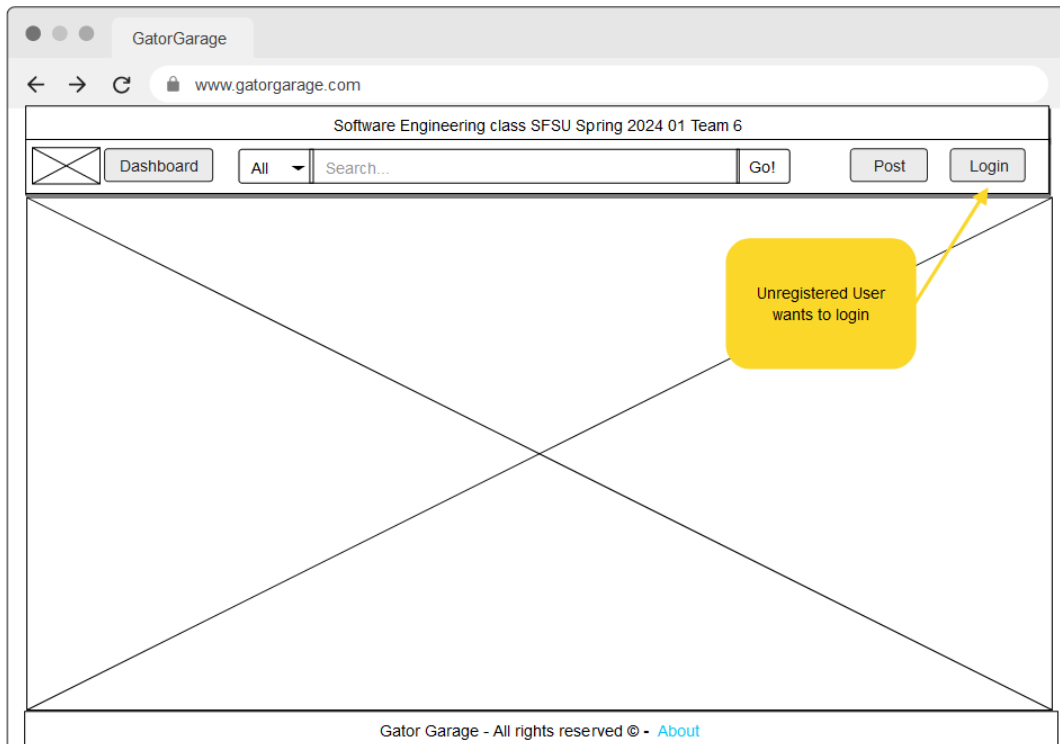 GatorGarage
www.gatorgarage.com
Software Engineering class SFSU Spring 2024 01 Team 6
Dashboard All Search... Go! Post Login
Unregistered User
wants to login
Gator Garage - All rights reserved © - About